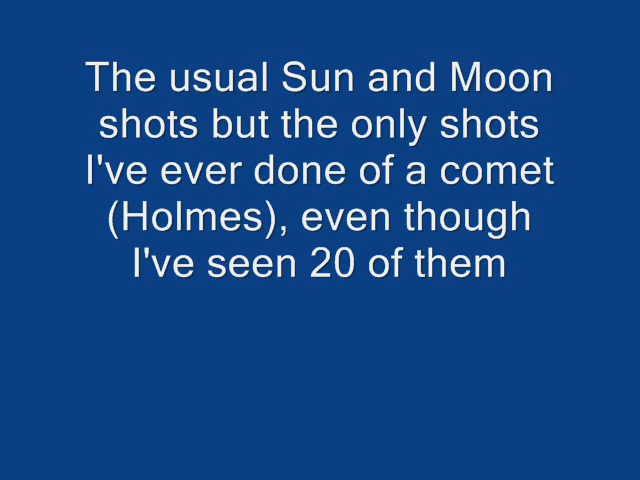 The usual Sun and Moon
shots but the only shots
I've ever done of a comet
(Holmes), even though
I've seen 20 of them